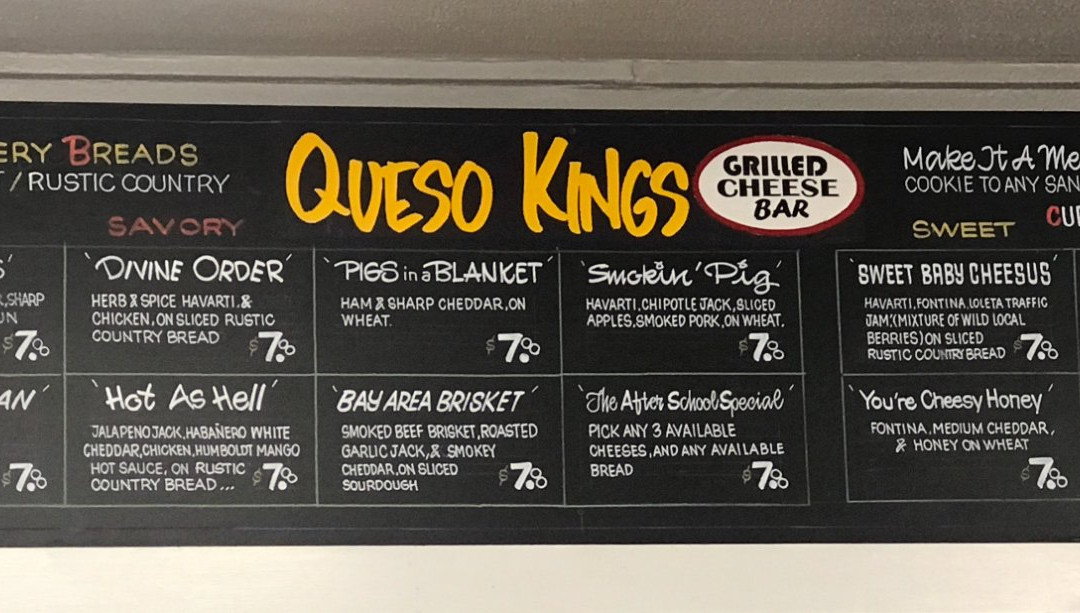 BREADS
/ RUSTIC COUNTRY
SAVORY
QUESO KINGS
GRILLED
CHEESE
BAR
Make It A
COOKIE TO ANY
SWEET
'DIVINE ORDER'
HERB & SPICE HAVARTI, &
CHICKEN, ON SLICED RUSTIC
COUNTRY BREAD $7.00
'PIGS in a BLANKET'
HAM & SHARP CHEDDAR, ON
WHEAT.
$7.00
'Smokin' Pig'
HAVARTI, CHIPOTLE JACK, SLICED
APPLES, SMOKED PORK, ON WHEAT.
$7.00
'SWEET BABY CHEESUS'
HAVARTI, FONTINA, LOLETA TRAFFIC
JAM, (MIXTURE OF WILD LOCAL
BERRIES) ON SLICED
RUSTIC COUNTRY BREAD $7.00
SHARP
$7.00
'Hot As Hell'
JALAPENO JACK, HABAÑERO WHITE
CHEDDAR, CHICKEN, HUMBOLDT MANGO
HOT SAUCE, ON RUSTIC
COUNTRY BREAD... $7.00
'BAY AREA BRISKET'
SMOKED BEEF BRISKET, ROASTED
GARLIC JACK, & SMOKEY
CHEDDAR, ON SLICED
SOURDOUGH $7.00
'The After School Special'
PICK ANY 3 AVAILABLE
CHEESES, AND ANY AVAILABLE
BREAD $7.00
'You're Cheesy Honey'
FONTINA, MEDIUM CHEDDAR,
& HONEY ON WHEAT
$7.00
$7.00